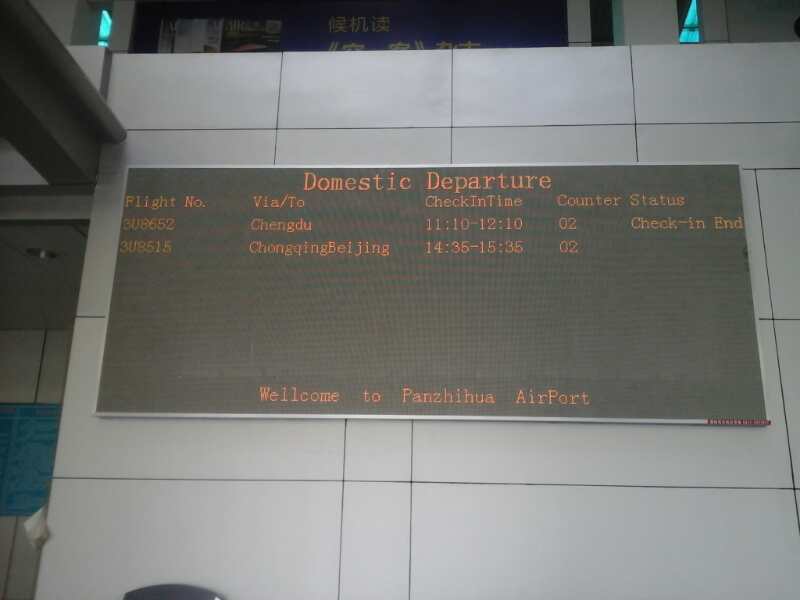 候机读
Domestic Departure
Flight No. Via/To CheckInTime Counter Status
3U8652 Chengdu 11:10-12:10 02 Check-in End
3U8515 ChongqingBeijing 14:35-15:35 02
Wellcome to Panzhihua AirPort